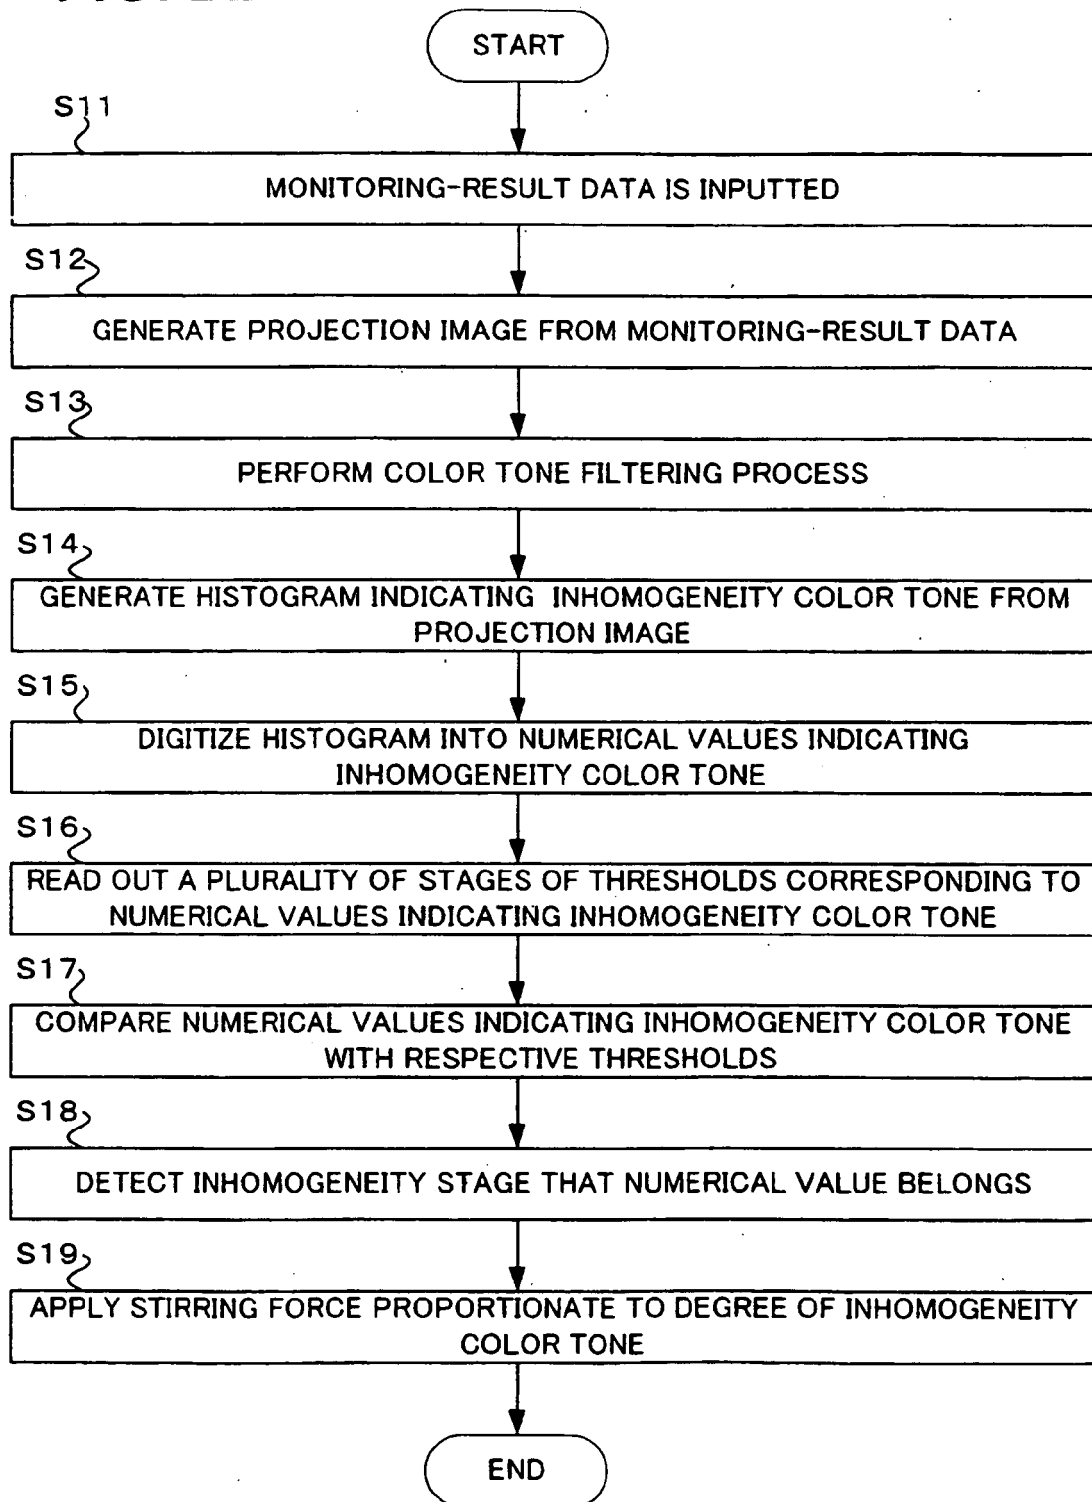 START
S11
MONITORING-RESULT DATA IS INPUTTED
S12
GENERATE PROJECTION IMAGE FROM MONITORING-RESULT DATA
S13
PERFORM COLOR TONE FILTERING PROCESS
S14
GENERATE HISTOGRAM INDICATING INHOMOGENEITY COLOR TONE FROM
PROJECTION IMAGE
S15
DIGITIZE HISTOGRAM INTO NUMERICAL VALUES INDICATING
INHOMOGENEITY COLOR TONE
S16
READ OUT A PLURALITY OF STAGES OF THRESHOLDS CORRESPONDING TO
NUMERICAL VALUES INDICATING INHOMOGENEITY COLOR TONE
S17
COMPARE NUMERICAL VALUES INDICATING INHOMOGENEITY COLOR TONE
WITH RESPECTIVE THRESHOLDS
S18
DETECT INHOMOGENEITY STAGE THAT NUMERICAL VALUE BELONGS
S19
APPLY STIRRING FORCE PROPORTIONATE TO DEGREE OF INHOMOGENEITY
COLOR TONE
END